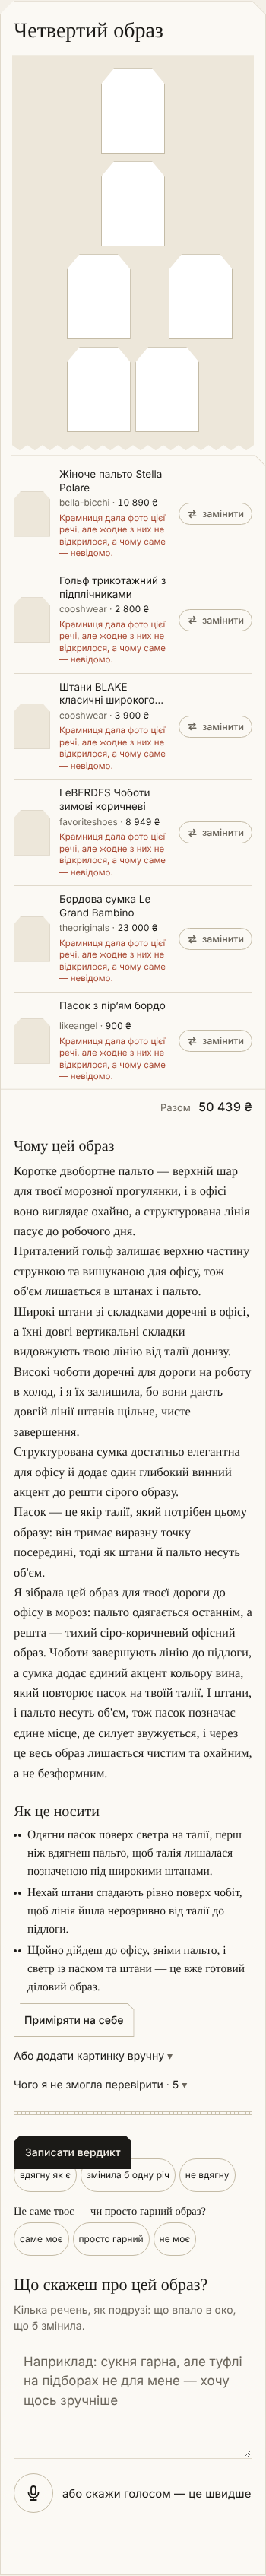 Четвертий образ
Жіноче пальто Stella
Polare
bella-bicchi · 10 890 ₴
Крамниця дала фото цієї
речі, але жодне з них не
відкрилося, а чому саме
— невідомо.
замінити
Гольф трикотажний з
підплічниками
cooshwear · 2 800 ₴
Крамниця дала фото цієї
речі, але жодне з них не
відкрилося, а чому саме
— невідомо.
замінити
Штани BLAKE
класичні широкого...
cooshwear · 3 900 ₴
Крамниця дала фото цієї
речі, але жодне з них не
відкрилося, а чому саме
— невідомо.
замінити
LeBERDES Чоботи
зимові коричневі
favoriteshoes · 8 949 ₴
Крамниця дала фото цієї
речі, але жодне з них не
відкрилося, а чому саме
— невідомо.
замінити
Бордова сумка Le
Grand Bambino
theoriginals · 23 000 ₴
Крамниця дала фото цієї
речі, але жодне з них не
відкрилося, а чому саме
— невідомо.
замінити
Пасок з пір’ям бордо
likeangel · 900 ₴
Крамниця дала фото цієї
речі, але жодне з них не
відкрилося, а чому саме
— невідомо.
замінити
Разом 50 439 ₴
Чому цей образ
Коротке двобортне пальто — верхній шар
для твоєї морозної прогулянки, і в офісі
воно виглядає охайно, а структурована лінія
пасує до робочого дня.
Приталений гольф залишає верхню частину
стрункою та вишуканою для офісу, тож
об'єм лишається в штанах і пальто.
Широкі штани зі складками доречні в офісі,
а їхні довгі вертикальні складки
видовжують твою лінію від талії донизу.
Високі чоботи доречні для дороги на роботу
в холод, і я їх залишила, бо вони дають
довгій лінії штанів щільне, чисте
завершення.
Структурована сумка достатньо елегантна
для офісу й додає один глибокий винний
акцент до решти сірого образу.
Пасок — це якір талії, який потрібен цьому
образу: він тримає виразну точку
посередині, тоді як штани й пальто несуть
об'єм.
Я зібрала цей образ для твоєї дороги до
офісу в мороз: пальто одягається останнім, а
решта — тихий сіро-коричневий офісний
образ. Чоботи завершують лінію до підлоги,
а сумка додає єдиний акцент кольору вина,
який повторює пасок на твоїй талії. І штани,
і пальто несуть об'єм, тож пасок позначає
єдине місце, де силует звужується, і через
це весь образ лишається чистим та охайним,
а не безформним.
Як це носити
Одягни пасок поверх светра на талії, перш
ніж вдягнеш пальто, щоб талія лишалася
позначеною під широкими штанами.
Нехай штани спадають рівно поверх чобіт,
щоб лінія йшла нерозривно від талії до
підлоги.
Щойно дійдеш до офісу, зніми пальто, і
светр із паском та штани — це вже готовий
діловий образ.
Приміряти на себе
Або додати картинку вручну ▾
Чого я не змогла перевірити · 5 ▾
Записати вердикт
вдягну як є
змінила б одну річ
не вдягну
Це саме твоє — чи просто гарний образ?
саме моє
просто гарний
не моє
Що скажеш про цей образ?
Кілька речень, як подрузі: що впало в око,
що б змінила.
Наприклад: сукня гарна, але туфлі
на підборах не для мене — хочу
щось зручніше
або скажи голосом — це швидше